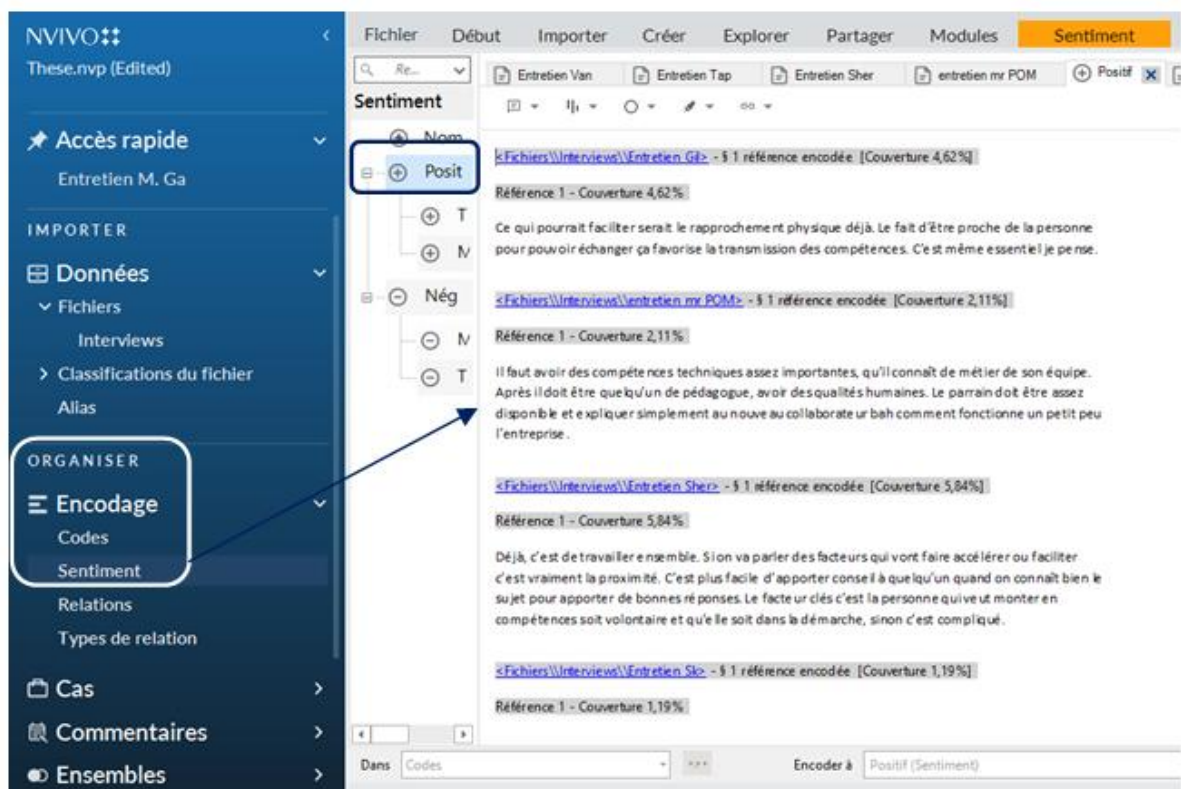 NVIVO
These.nvp (Edited)
Accès rapide
Entretien M. Ga
IMPORTER
Données
Fichiers
Interviews
Classifications du fichier
Alias
ORGANISER
Encodage
Codes
Sentiment
Relations
Types de relation
Cas
Commentaires
Ensembles
Fichier Début Importer Créer Explorer Partager Modules Sentiment
Re...
Sentiment
Nom
Posit
T
M
Nég
M
T
Entretien Van Entretien Tap Entretien Sher entretien mr POM Positif
<Fichiers\\Interviews\\Entretien Gil> - § 1 référence encodée [Couverture 4,62%]
Référence 1 - Couverture 4,62%
Ce qui pourrait faciliter serait le rapprochement physique déjà. Le fait d'être proche de la personne
pour pouvoir échanger ça favorise la transmission des compétences. C'est même essentiel je pense.
<Fichiers\\Interviews\\entretien mr POM> - § 1 référence encodée [Couverture 2,11%]
Référence 1 - Couverture 2,11%
Il faut avoir des compétences techniques assez importantes, qu'il connaît de métier de son équipe.
Après il doit être quelqu'un de pédagogue, avoir des qualités humaines. Le parrain doit être assez
disponible et expliquer simplement au nouveau collaborateur bah comment fonctionne un petit peu
l'entreprise.
<Fichiers\\Interviews\\Entretien Sher> - § 1 référence encodée [Couverture 5,84%]
Référence 1 - Couverture 5,84%
Déjà, c'est de travailler ensemble. Si on va parler des facteurs qui vont faire accélérer ou faciliter
c'est vraiment la proximité. C'est plus facile d'apporter conseil à quelqu'un quand on connaît bien le
sujet pour apporter de bonnes réponses. Le facteur clés c'est la personne qui veut monter en
compétences soit volontaire et qu'elle soit dans la démarche, sinon c'est compliqué.
<Fichiers\\Interviews\\Entretien Sk> - § 1 référence encodée [Couverture 1,19%]
Référence 1 - Couverture 1,19%
Dans Codes Encoder à Positif (Sentiment)